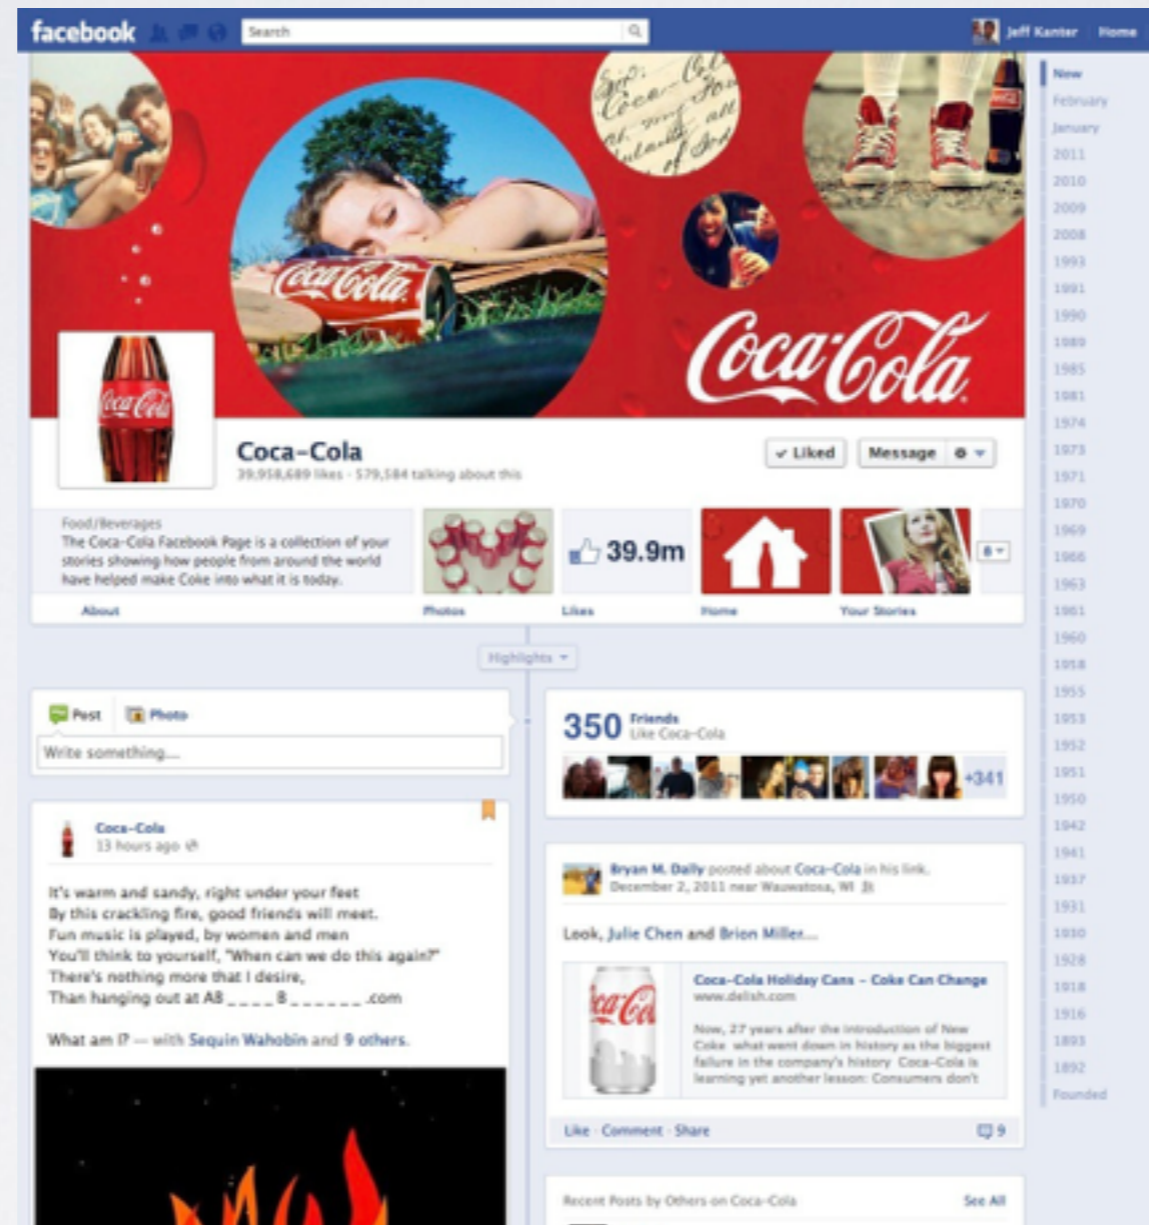 facebook
Search
Jeff Kanter Home
Coca-Cola
Coca-Cola
Coca-Cola
Coca-Cola
39,958,689 likes · 579,584 talking about this
✓ Liked
Message
Food/Beverages
The Coca-Cola Facebook Page is a collection of your
stories showing how people from around the world
have helped make Coke into what it is today.
39.9m
8
About
Photos
Likes
Home
Your Stories
Highlights
Post
Photo
Write something...
Coca-Cola
13 hours ago
It's warm and sandy, right under your feet
By this crackling fire, good friends will meet.
Fun music is played, by women and men
You'll think to yourself, "When can we do this again?"
There's nothing more that I desire,
Than hanging out at AB _ _ _ _ B _ _ _ _ _ _ .com
What am I? — with Sequin Wahobin and 9 others.
350 Friends
Like Coca-Cola
+341
Bryan M. Dally posted about Coca-Cola in his link.
December 2, 2011 near Wauwatosa, WI
Look, Julie Chen and Brion Miller...
Coca-Cola Holiday Cans – Coke Can Change
www.delish.com
Now, 27 years after the introduction of New
Coke what went down in history as the biggest
failure in the company's history Coca-Cola is
learning yet another lesson: Consumers don't
Like · Comment · Share
9
Recent Posts by Others on Coca-Cola
See All
Now
February
January
2011
2010
2009
2008
1993
1991
1990
1989
1985
1981
1974
1973
1971
1970
1969
1966
1963
1961
1960
1958
1955
1953
1952
1951
1950
1942
1941
1937
1931
1930
1928
1918
1916
1893
1892
Founded